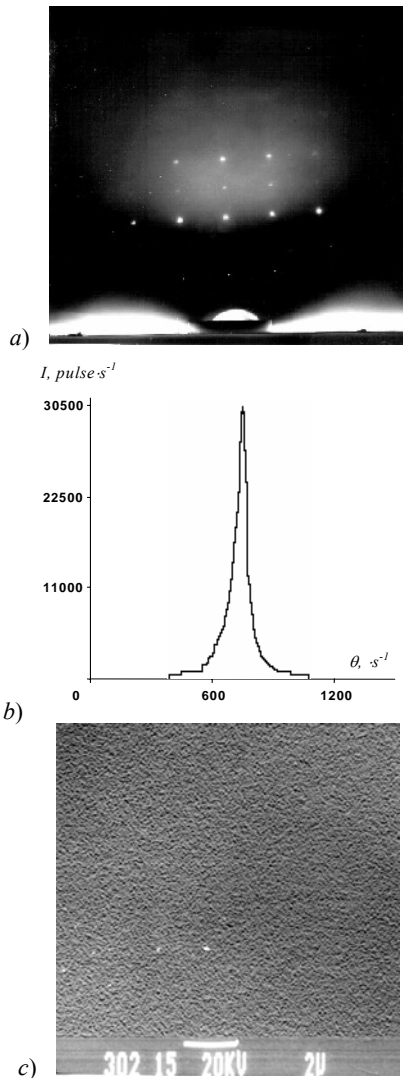 a)
I, pulse·s⁻¹
30500
22500
11000
θ, ·s⁻¹
0 600 1200
b)
302 15 20KV 2U
c)